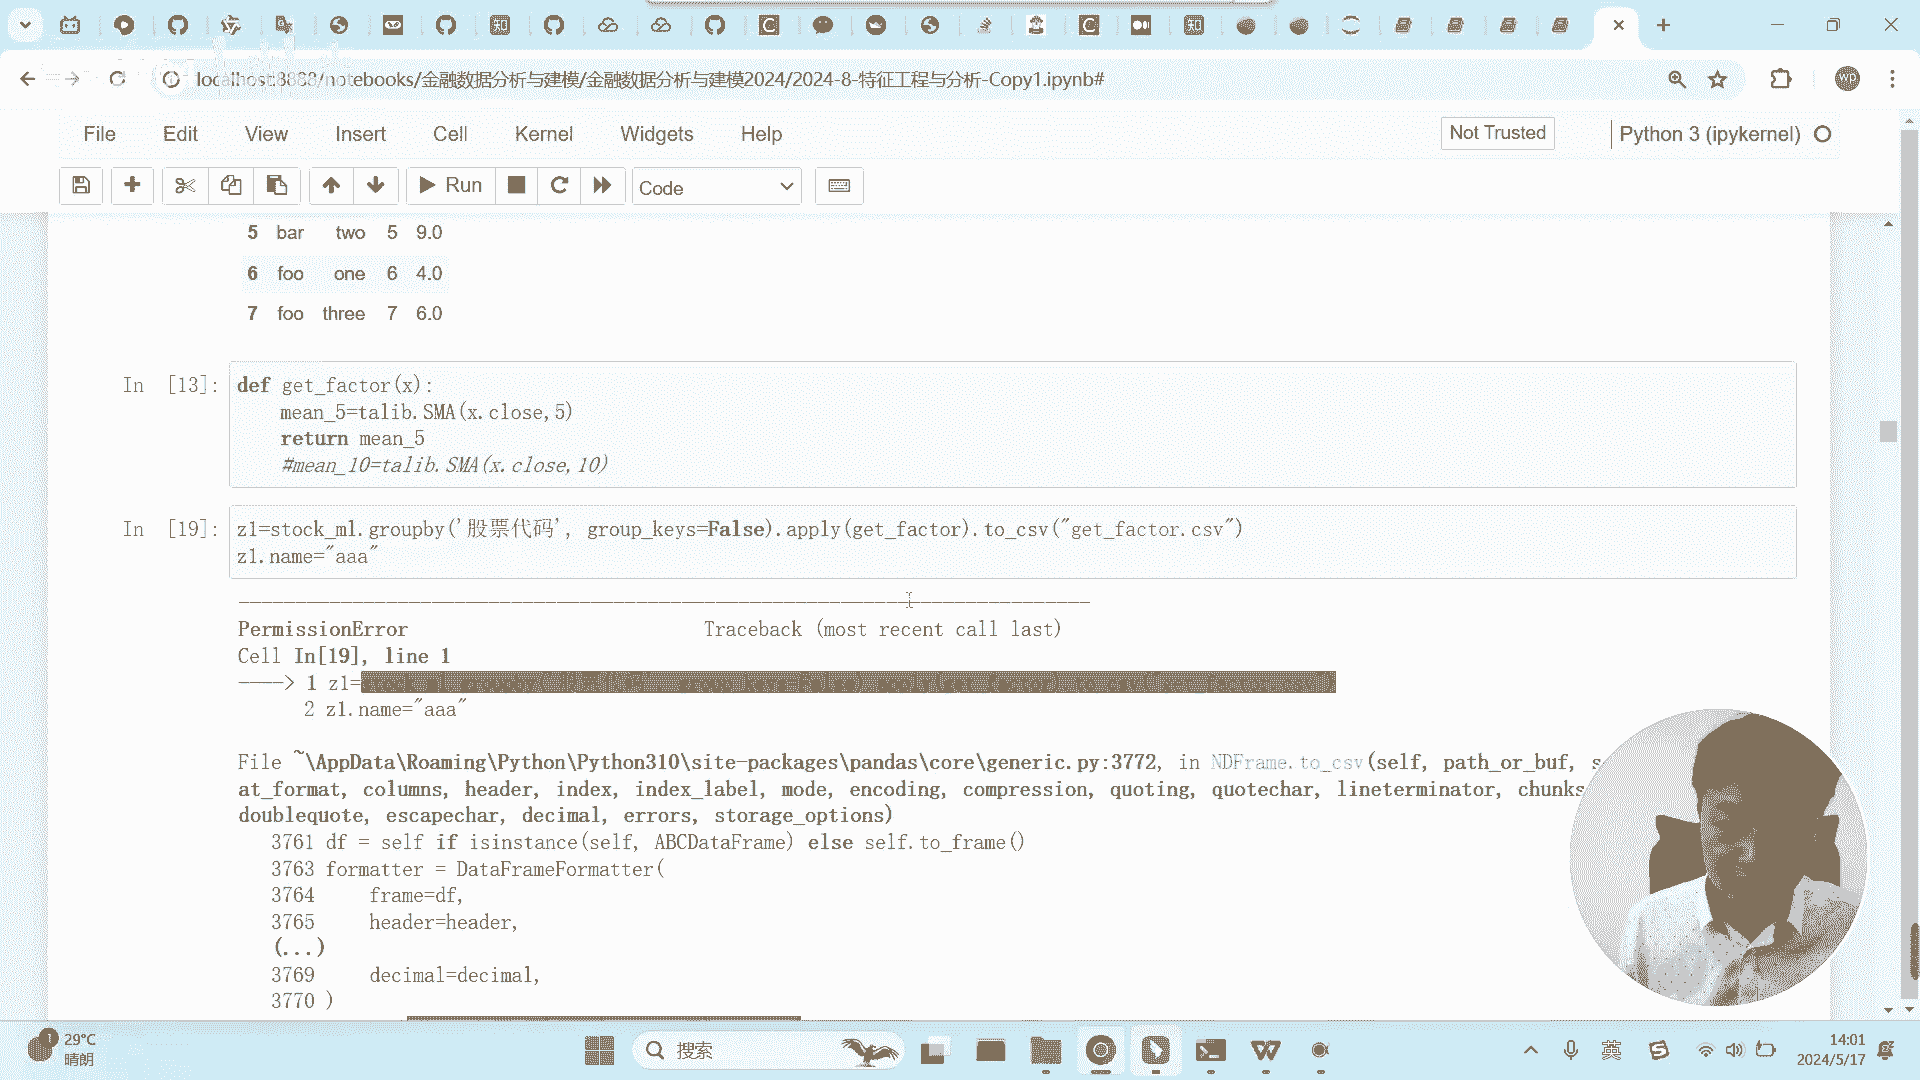 localhost:8888/notebooks/金融数据分析与建模/金融数据分析与建模2024/2024-8-特征工程与分析-Copy1.ipynb#
wp
File Edit View Insert Cell Kernel Widgets Help Not Trusted Python 3 (ipykernel)
Run Code
5 bar two 5 9.0
6 foo one 6 4.0
7 foo three 7 6.0
In [13]: def get_factor(x):
mean_5=talib.SMA(x.close,5)
return mean_5
#mean_10=talib.SMA(x.close,10)
In [19]: z1=stock_ml.groupby('股票代码', group_keys=False).apply(get_factor).to_csv("get_factor.csv")
z1.name="aaa"
PermissionError Traceback (most recent call last)
Cell In[19], line 1
----> 1 z1=
2 z1.name="aaa"
File ~\AppData\Roaming\Python\Python310\site-packages\pandas\core\generic.py:3772, in NDFrame.to_csv(self, path_or_buf,
at_format, columns, header, index, index_label, mode, encoding, compression, quoting, quotechar, lineterminator, chunks
doublequote, escapechar, decimal, errors, storage_options)
3761 df = self if isinstance(self, ABCDataFrame) else self.to_frame()
3763 formatter = DataFrameFormatter(
3764 frame=df,
3765 header=header,
(...)
3769 decimal=decimal,
3770 )
29°C
晴朗
搜索
英
14:01
2024/5/17